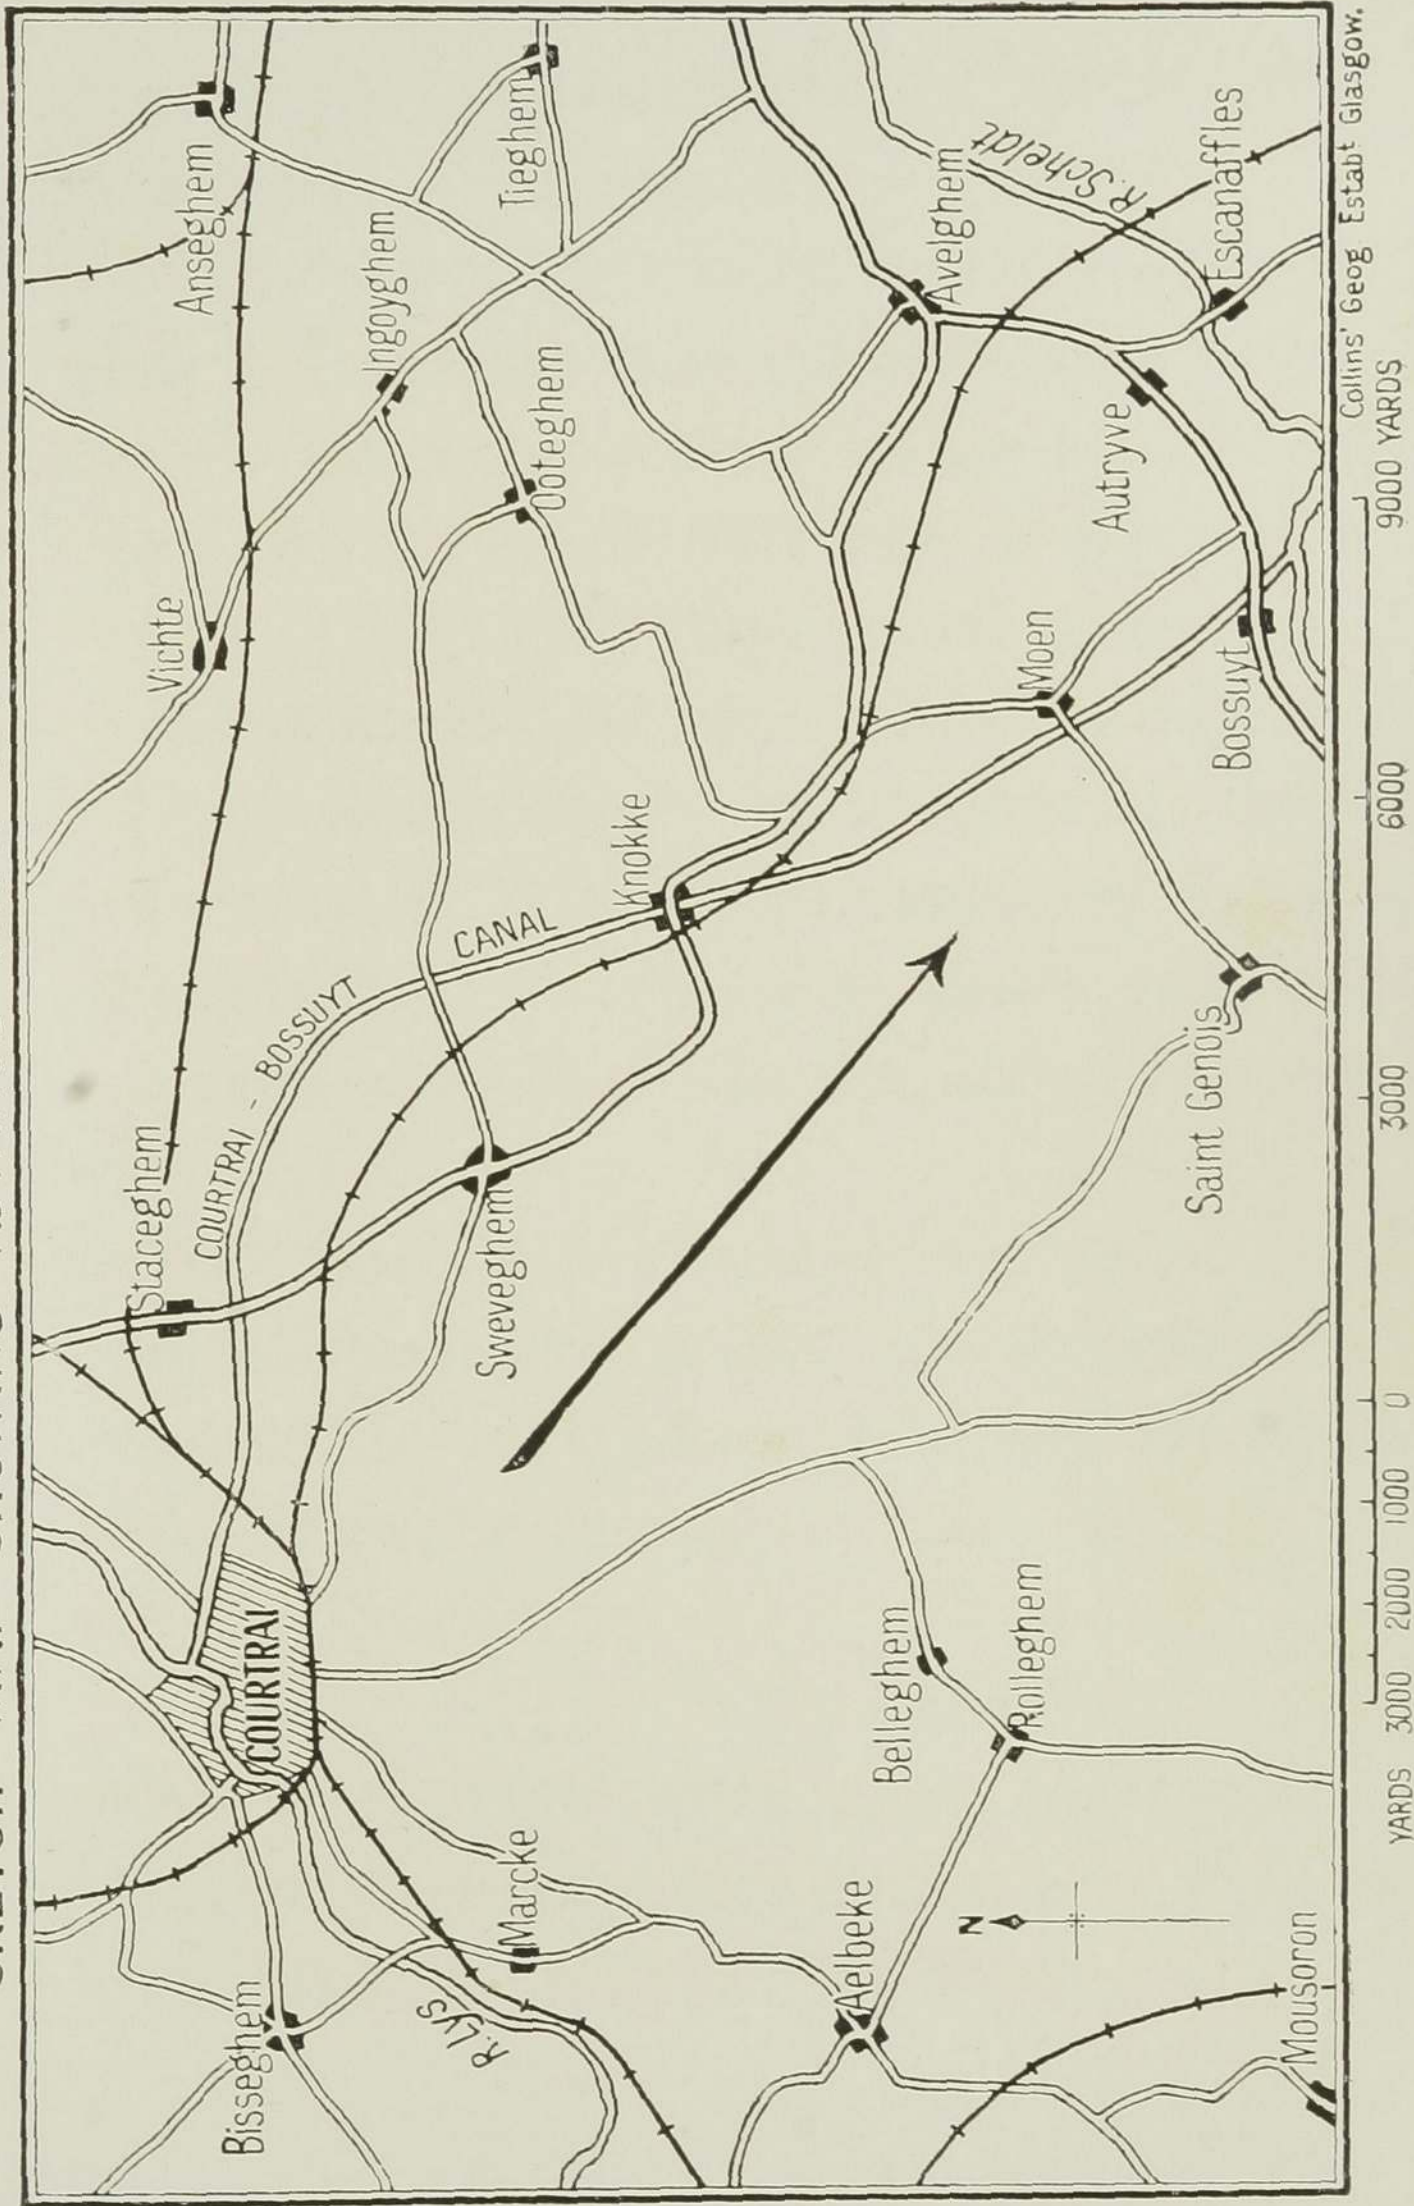 Anseghem
Tieghem
Ingoyghem
Vichte
Ooteghem
Avelghem
R. Scheldt
Escanaffles
Autryve
Knokke
Moen
Bossuyt
Staceghem
COURTRAI - BOSSUYT CANAL
Sweveghem
Saint Genois
COURTRAI
Belleghem
Rolleghem
Marcke
Bisseghem
R. Lys
Aelbeke
N
Mouscron
YARDS 3000 2000 1000 0 3000 6000 9000 YARDS
Collins' Geog Estabt Glasgow.